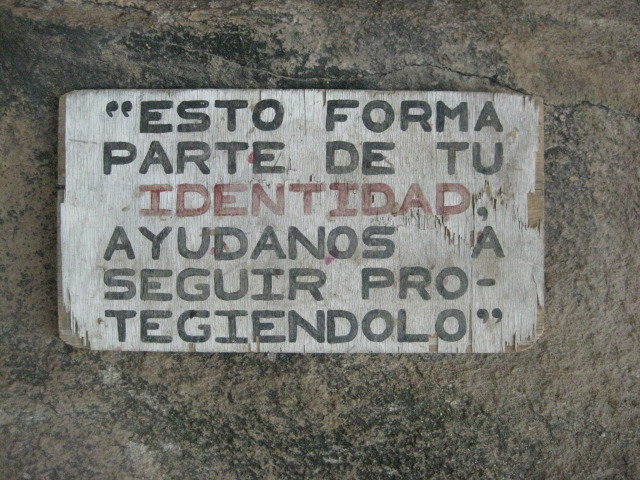 “ESTO FORMA
PARTE DE TU
IDENTIDAD,
AYUDANOS A
SEGUIR PRO-
TEGIENDOLO”